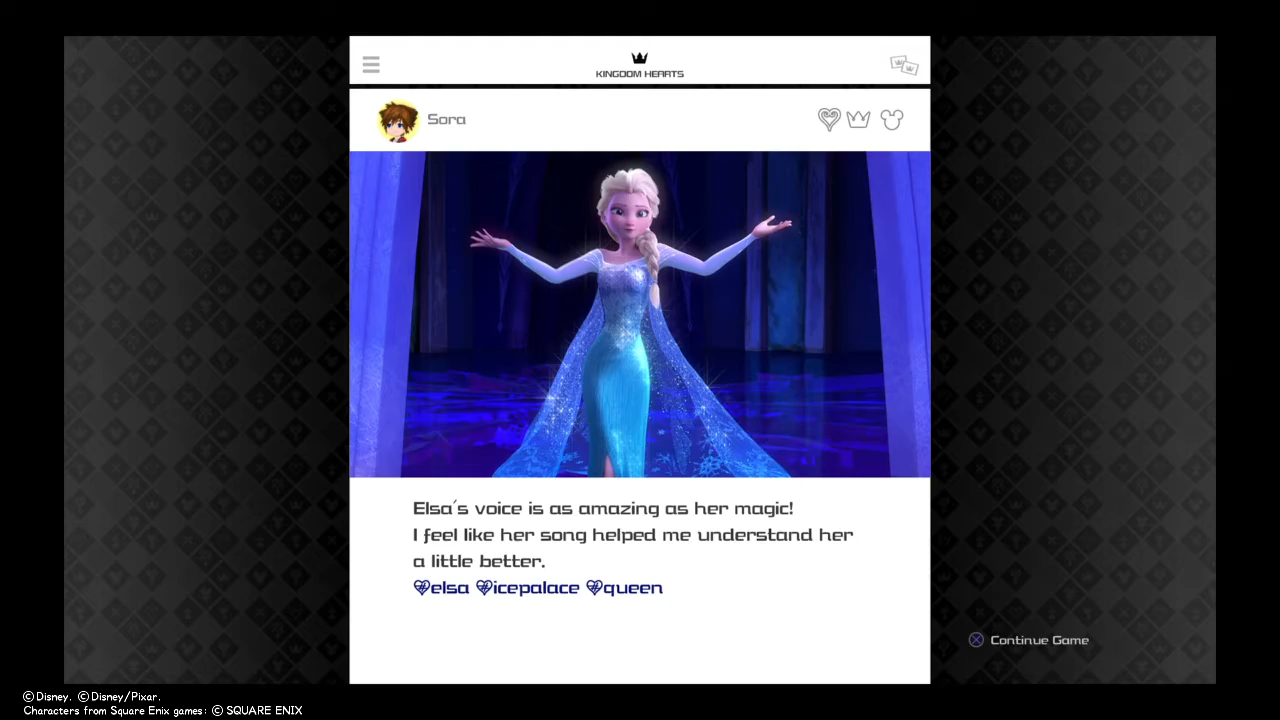 KINGDOM HEARTS
Sora
Elsa's voice is as amazing as her magic!
I feel like her song helped me understand her
a little better.
#elsa #icepalace #queen
Continue Game
©Disney. ©Disney/Pixar.
Characters from Square Enix games: © SQUARE ENIX